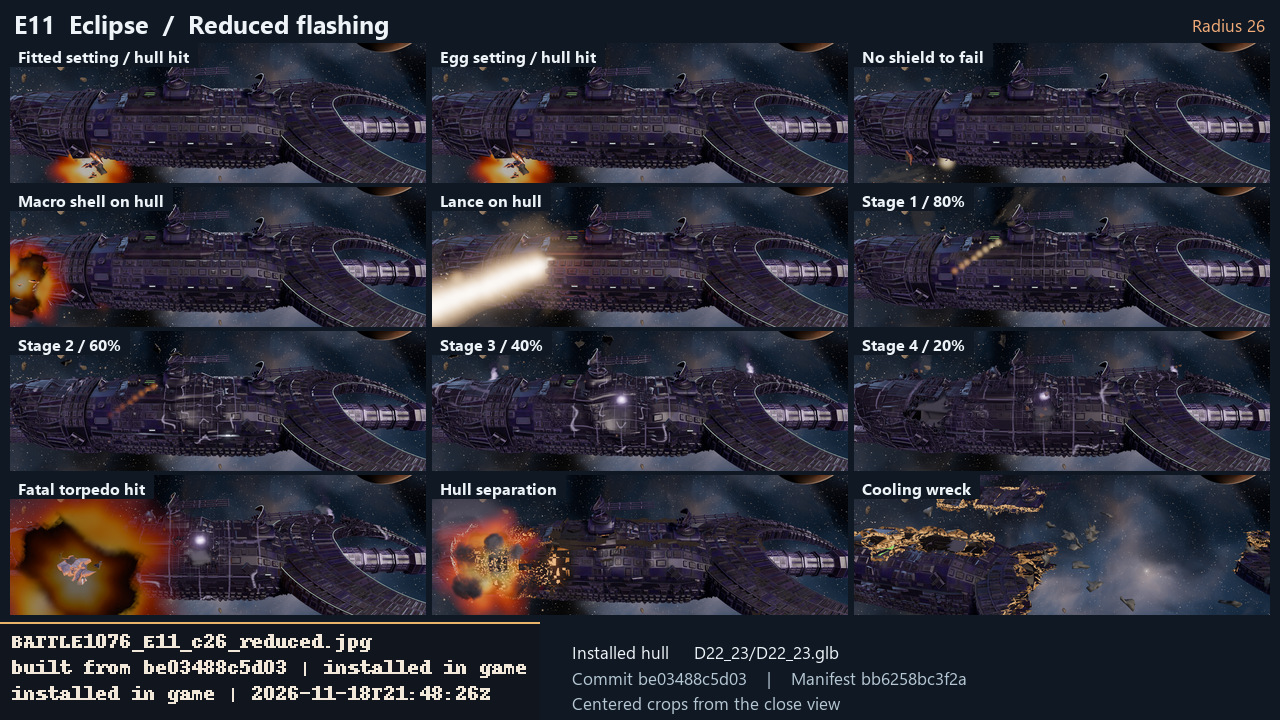 E11 Eclipse / Reduced flashing
Radius 26
Fitted setting / hull hit
Egg setting / hull hit
No shield to fail
Macro shell on hull
Lance on hull
Stage 1 / 80%
Stage 2 / 60%
Stage 3 / 40%
Stage 4 / 20%
Fatal torpedo hit
Hull separation
Cooling wreck
BATTLE1076_E11_c26_reduced.jpg
built from be03488c5d03 | installed in game
installed in game | 2026-11-18T21:48:26Z
Installed hull D22_23/D22_23.glb
Commit be03488c5d03 | Manifest bb6258bc3f2a
Centered crops from the close view